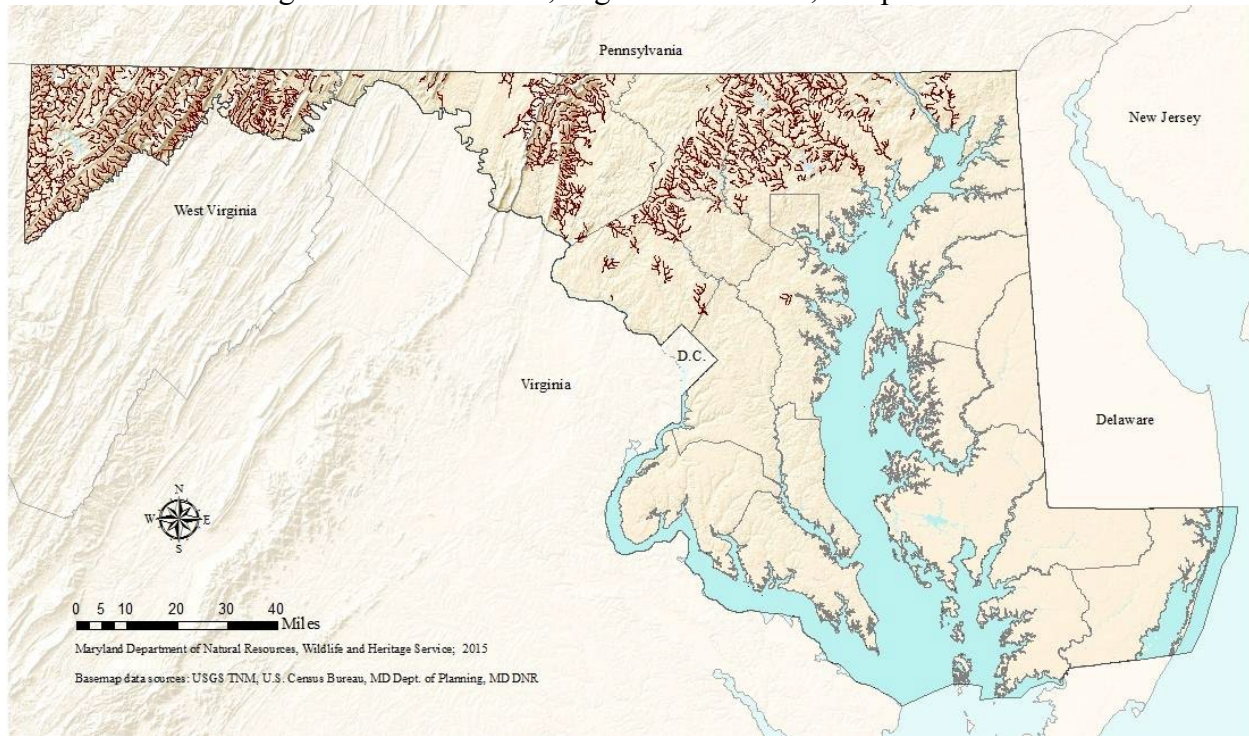 Pennsylvania
New Jersey
West Virginia
D.C.
Virginia
Delaware
N
W E
S
0 5 10 20 30 40
Miles
Maryland Department of Natural Resources, Wildlife and Heritage Service; 2015
Basemap data sources: USGS TNM, U.S. Census Bureau, MD Dept. of Planning, MD DNR